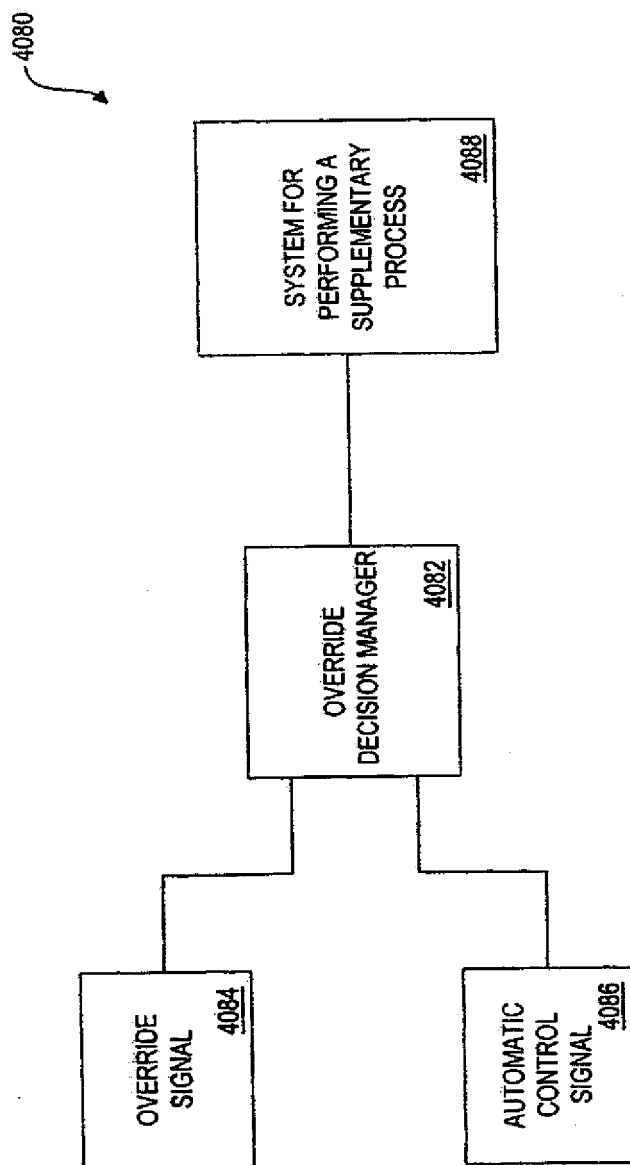 4080
OVERRIDE
SIGNAL
4084
AUTOMATIC
CONTROL
SIGNAL
4086
OVERRIDE
DECISION MANAGER
4082
SYSTEM FOR
PERFORMING A
SUPPLEMENTARY
PROCESS
4088